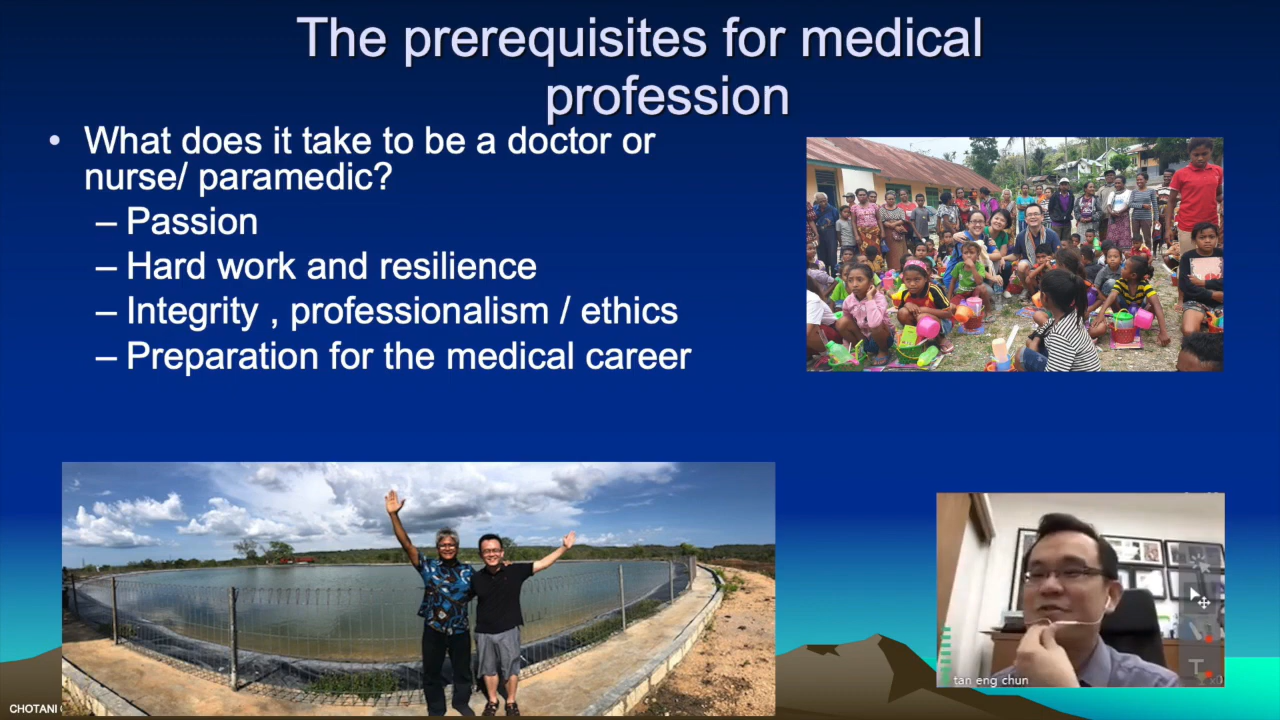 The prerequisites for medical
profession
• What does it take to be a doctor or
nurse/ paramedic?
– Passion
– Hard work and resilience
– Integrity , professionalism / ethics
– Preparation for the medical career
tan eng chun
CHOTANI